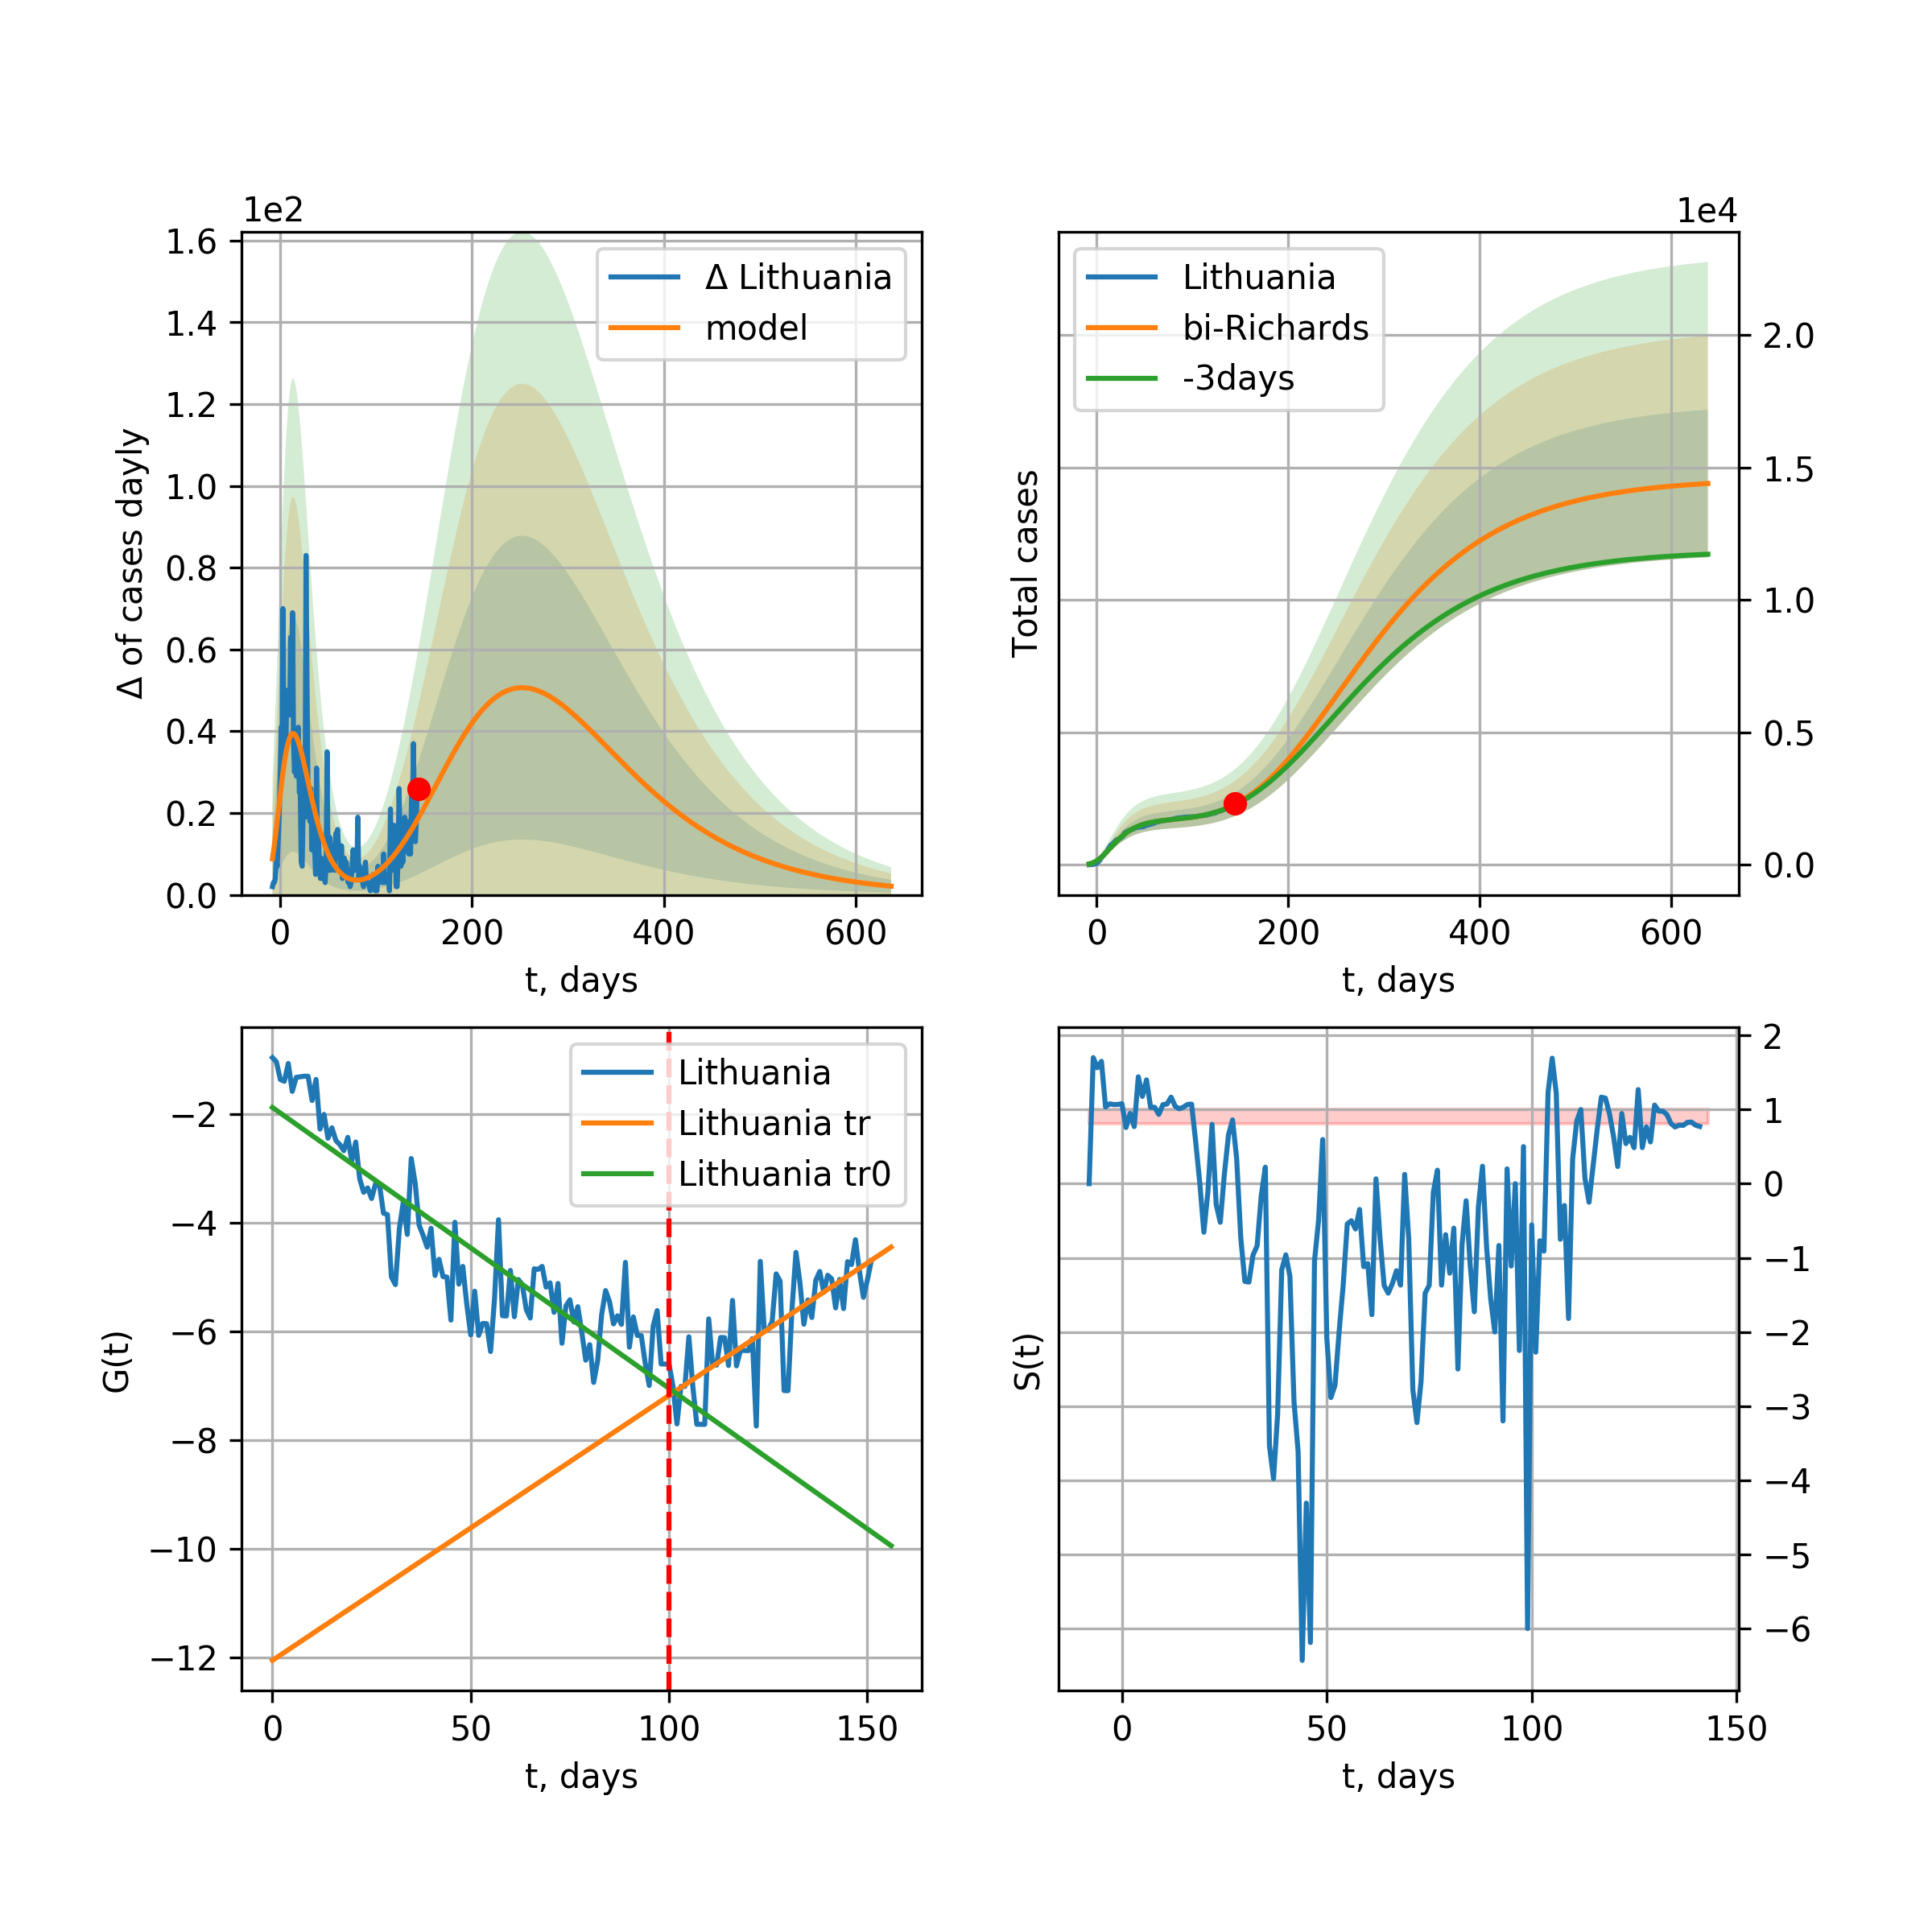 1e2
1.6
1.4
1.2
1.0
0.8
0.6
0.4
0.2
0.0
Δ of cases dayly
0 200 400 600
t, days
Δ Lithuania
model
1e4
2.0
1.5
1.0
0.5
0.0
Total cases
0 200 400 600
t, days
Lithuania
bi-Richards
-3days
−2
−4
−6
−8
−10
−12
G(t)
0 50 100 150
t, days
Lithuania
Lithuania tr
Lithuania tr0
2
1
0
−1
−2
−3
−4
−5
−6
S(t)
0 50 100 150
t, days